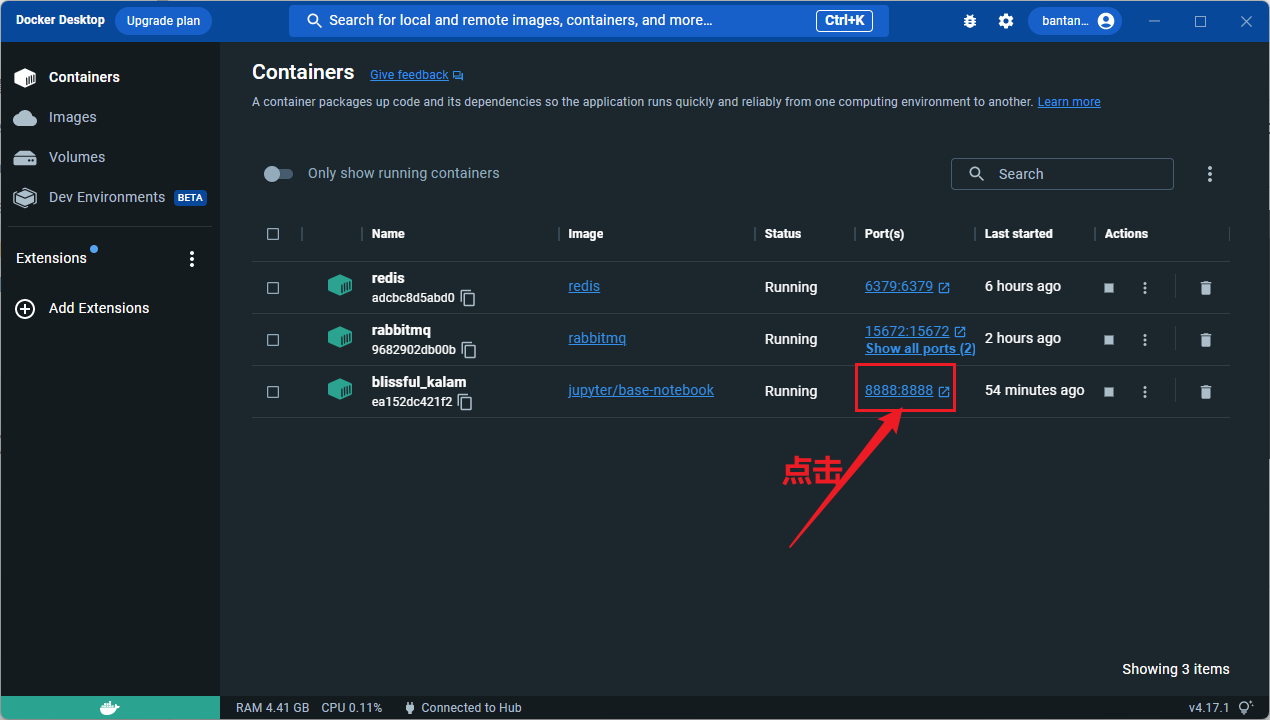 Docker Desktop Upgrade plan Search for local and remote images, containers, and more... Ctrl+K bantan...
Containers
Images
Volumes
Dev Environments BETA
Extensions
Add Extensions
Containers Give feedback
A container packages up code and its dependencies so the application runs quickly and reliably from one computing environment to another. Learn more
Only show running containers Search
Name Image Status Port(s) Last started Actions
redis
adcbc8d5abd0 redis Running 6379:6379 6 hours ago
rabbitmq
9682902db00b rabbitmq Running 15672:15672 2 hours ago
Show all ports (2)
blissful_kalam
ea152dc421f2 jupyter/base-notebook Running 8888:8888 54 minutes ago
点击
Showing 3 items
RAM 4.41 GB CPU 0.11% Connected to Hub v4.17.1